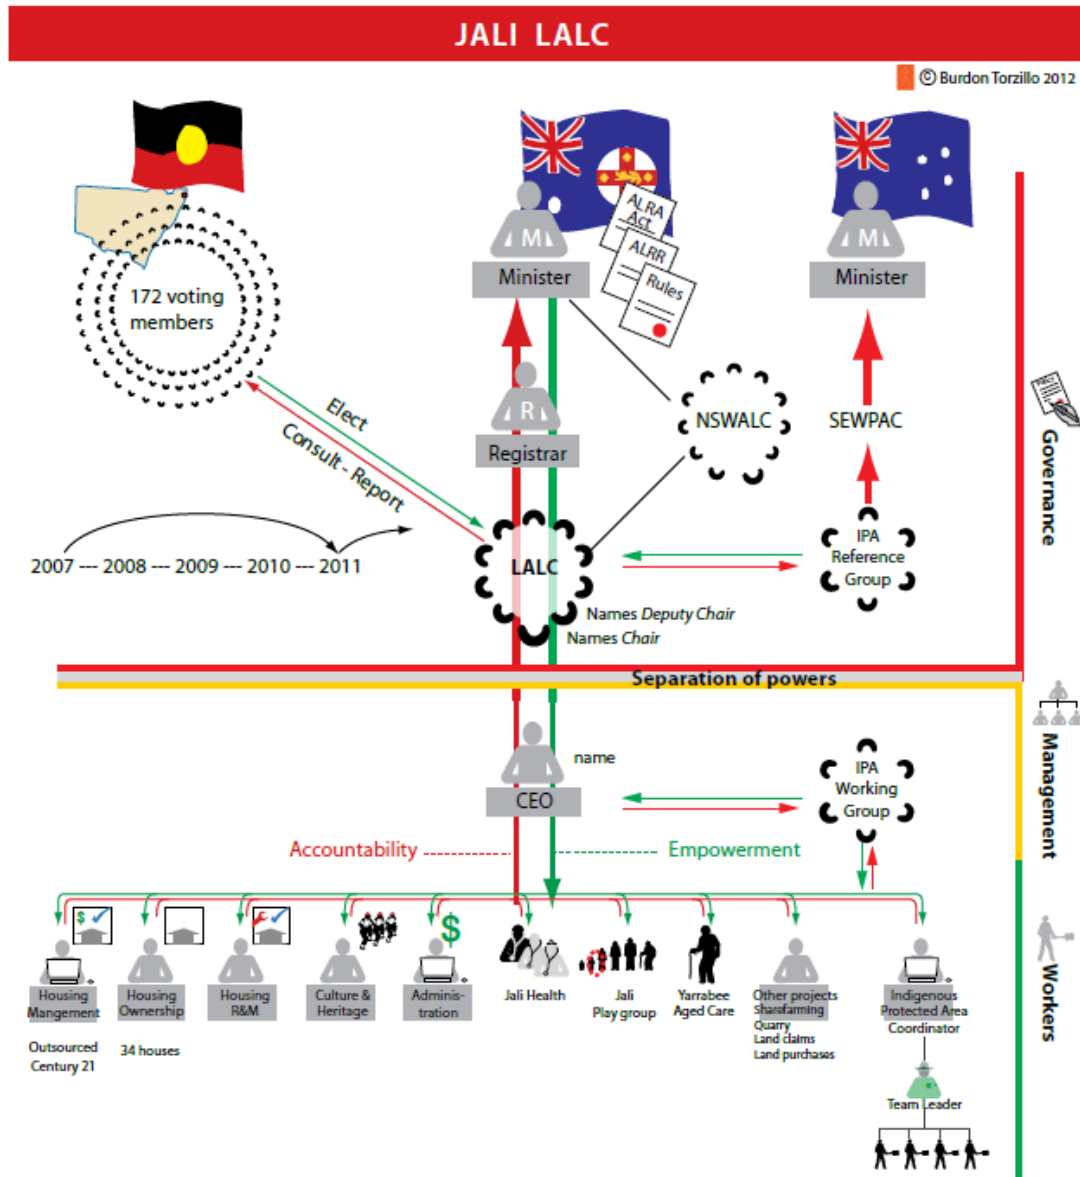 JALI LALC
© Burdon Torzillo 2012
ALRA
Act
ALRR
Rules
M
Minister
M
Minister
172 voting
members
Elect
Consult - Report
R
Registrar
NSWALC
SEWPAC
2007 --- 2008 --- 2009 --- 2010 --- 2011
LALC
IPA
Reference
Group
Names Deputy Chair
Names Chair
Governance
Separation of powers
name
CEO
IPA
Working
Group
Management
Accountability
Empowerment
$
$
Housing
Mangement
Outsourced
Century 21
Housing
Ownership
34 houses
Housing
R&M
Culture &
Heritage
Adminis-
tration
Jali Health
Jali
Play group
Yarrabee
Aged Care
Other projects
Sharefarming
Quarry
Land claims
Land purchases
Indigenous
Protected Area
Coordinator
Team Leader
Workers